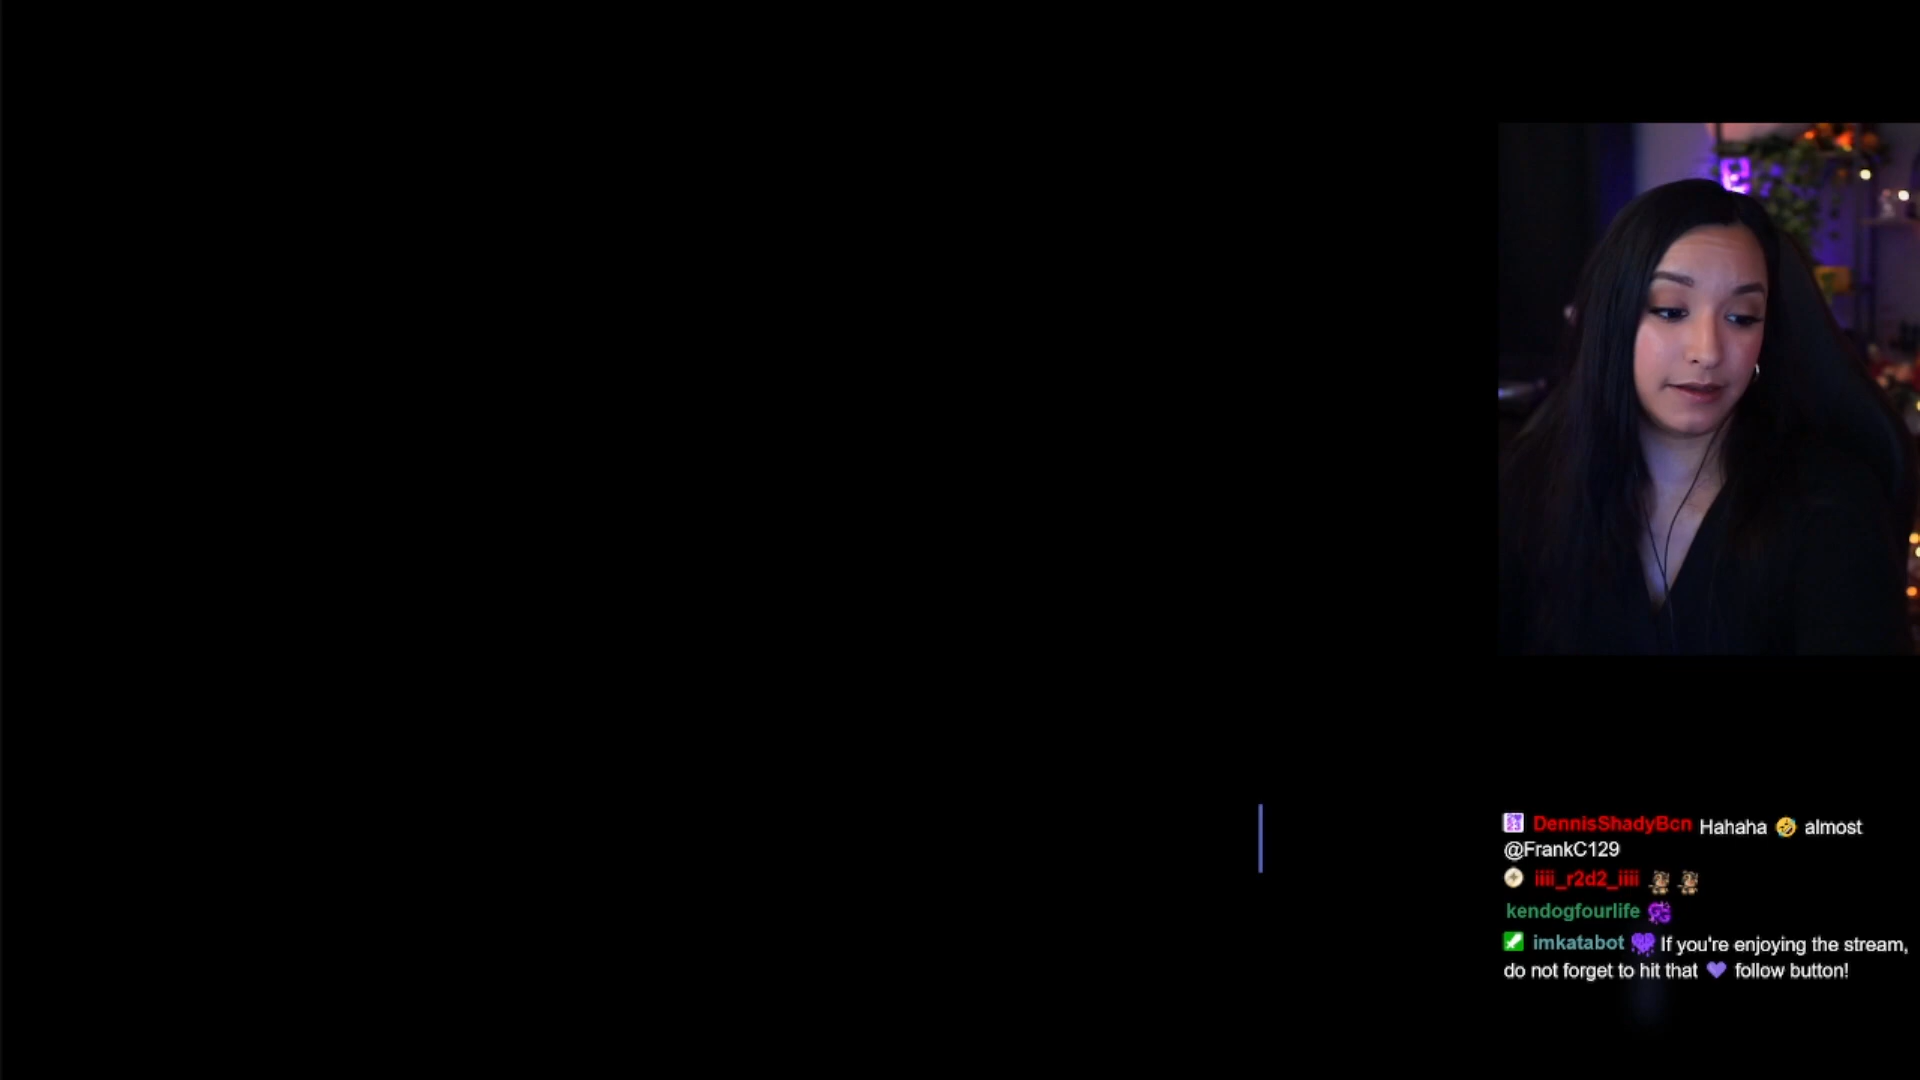 DennisShadyBcn Hahaha 🤣 almost
@FrankC129
iiii_r2d2_iiii
kendogfourlife
imkatabot If you're enjoying the stream,
do not forget to hit that 💜 follow button!